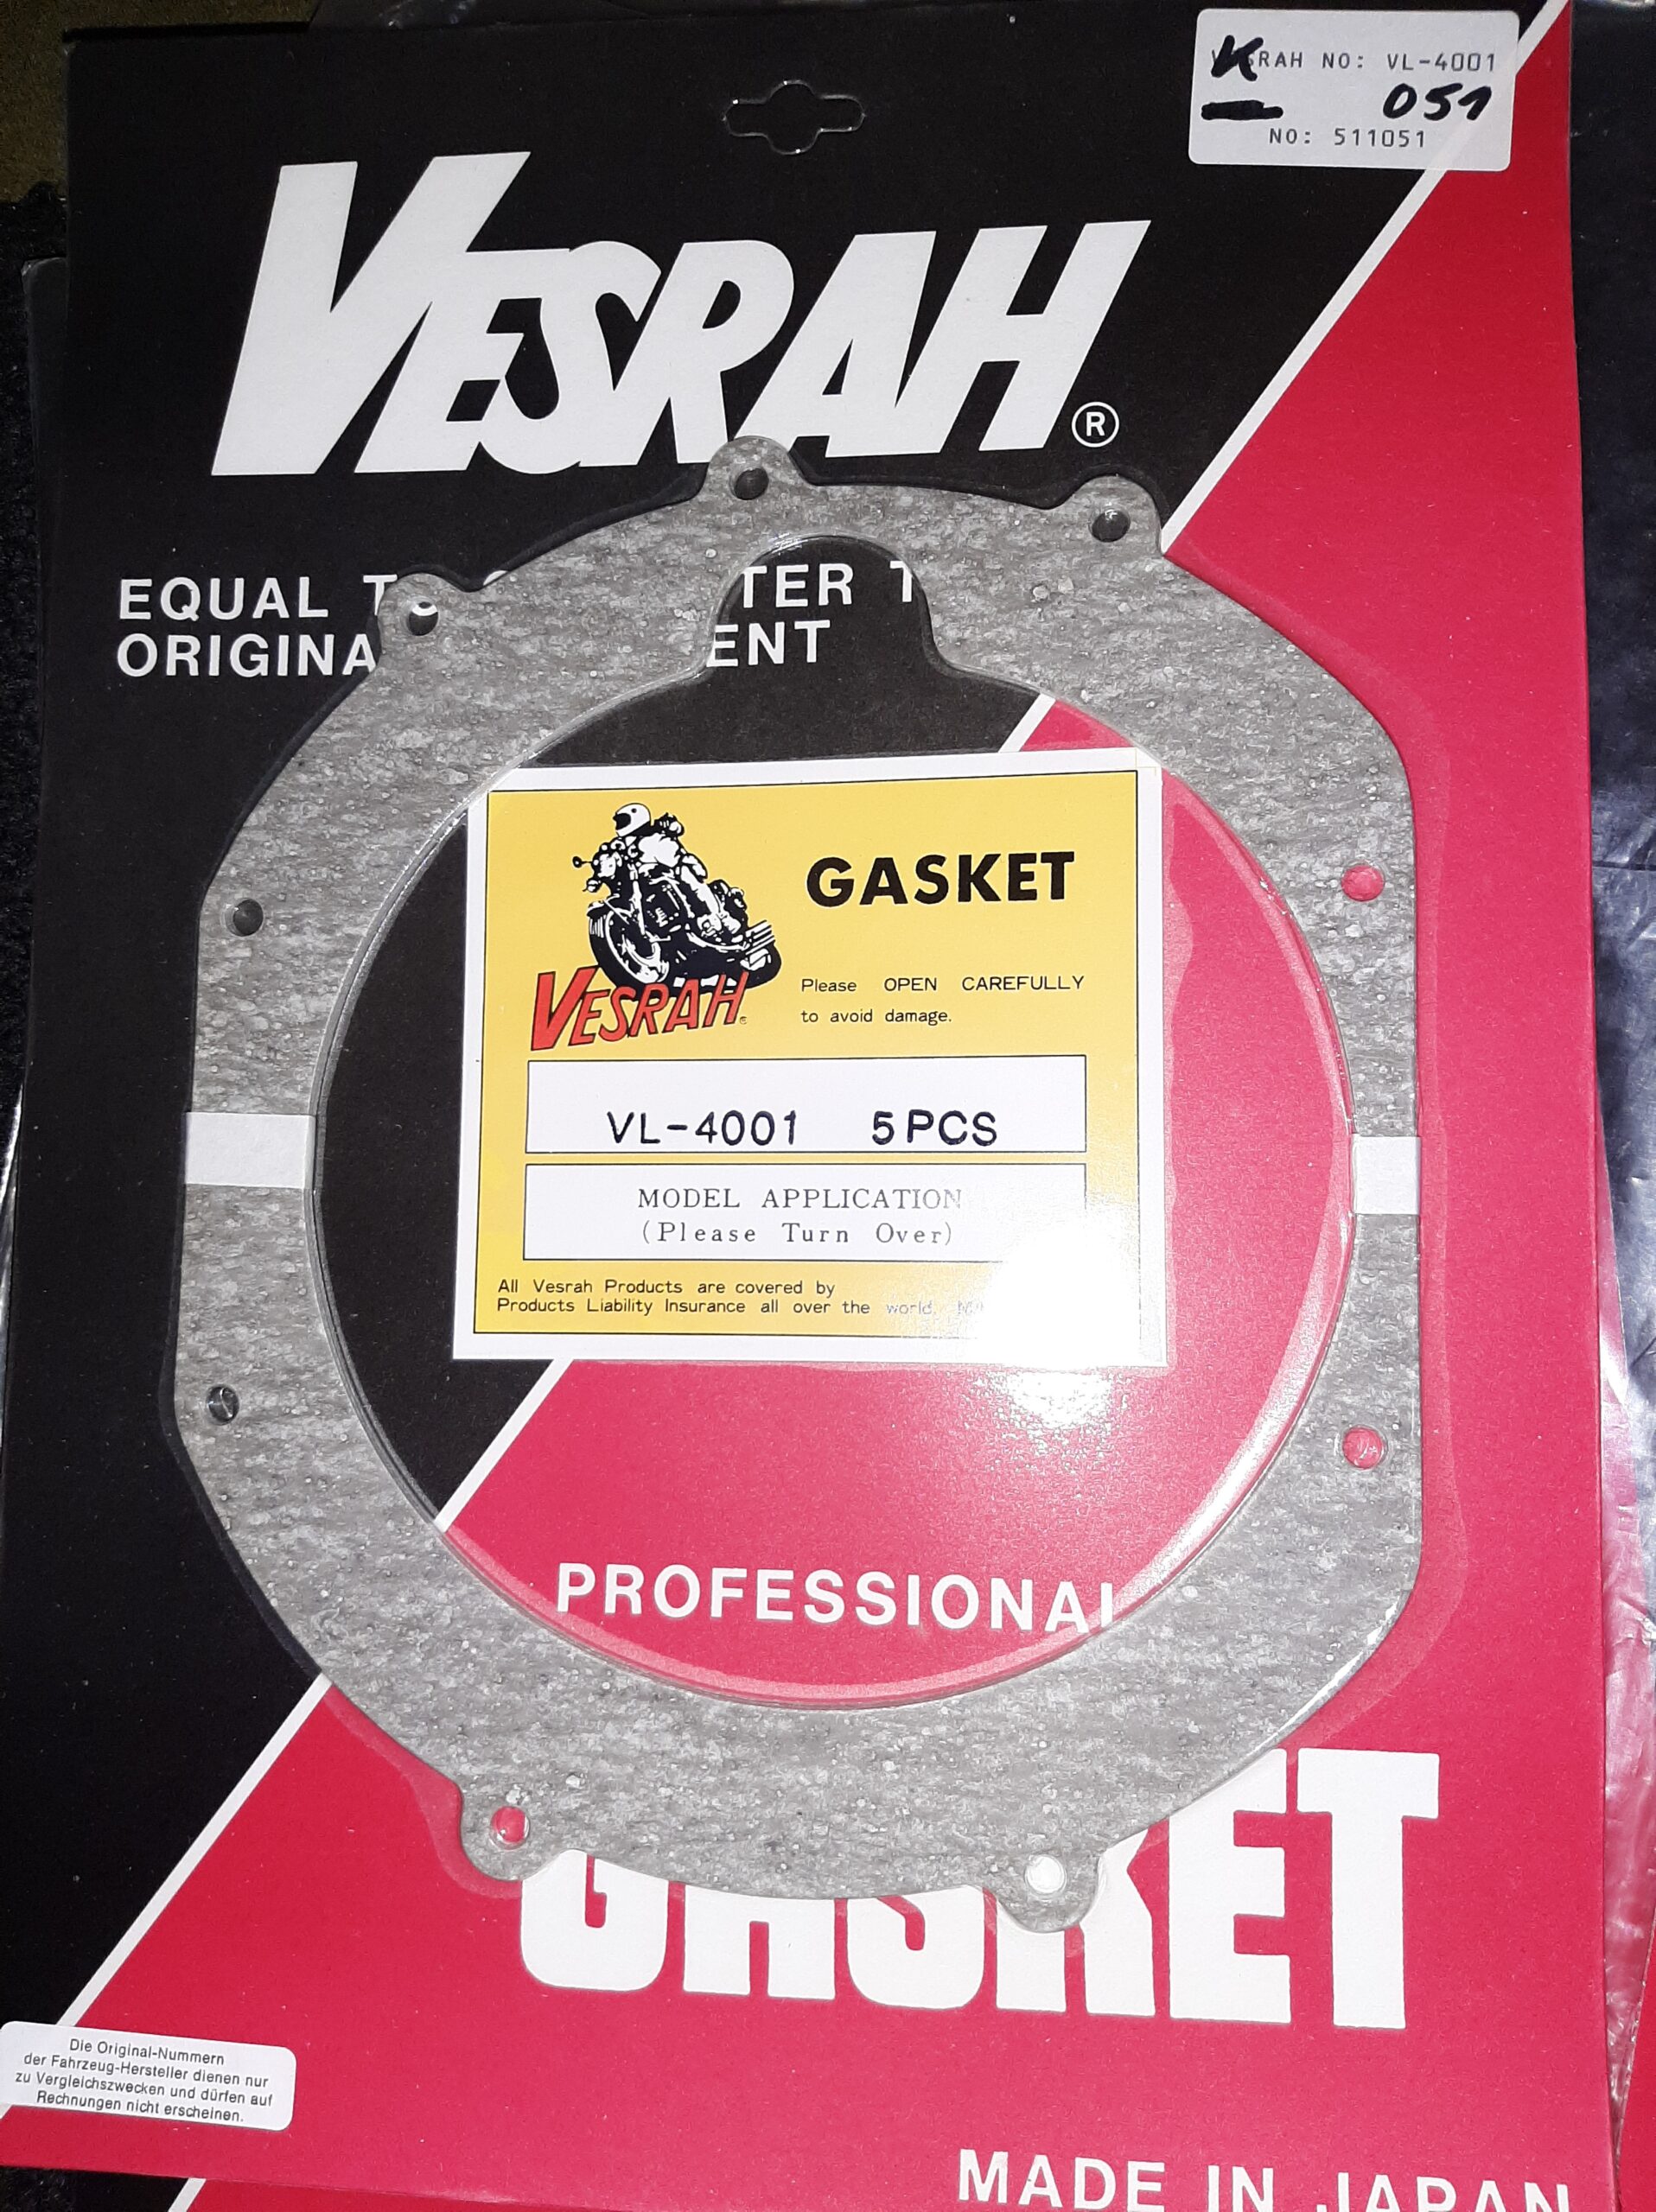 RAH NO: VL-4001
K
051
NO: 511051
VESRAH®
EQUAL TER
ORIGINA ENT
GASKET
VESRAH
Please OPEN CAREFULLY
to avoid damage.
VL-4001 5PCS
MODEL APPLICATION
(Please Turn Over)
All Vesrah Products are covered by
Products Liability Insurance all over the world.
PROFESSIONAL
GASKET
Die Original-Nummern
der Fahrzeug-Hersteller dienen nur
zu Vergleichszwecken und dürfen auf
Rechnungen nicht erscheinen.
MADE IN JAPAN